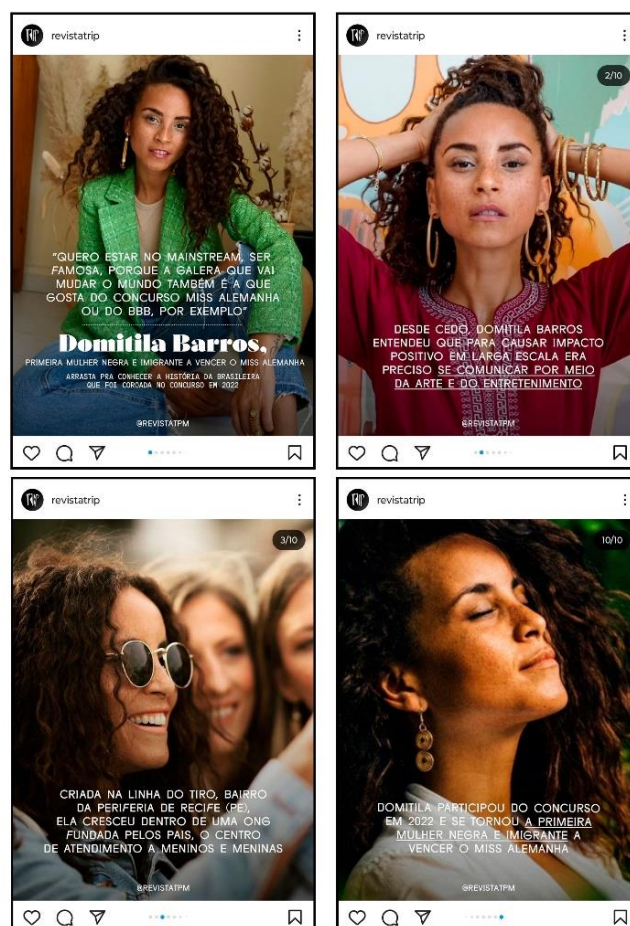 revistatrip
"QUERO ESTAR NO MAINSTREAM, SER
FAMOSA, PORQUE A GALERA QUE VAI
MUDAR O MUNDO TAMBÉM É A QUE
GOSTA DO CONCURSO MISS ALEMANHA
OU DO BBB, POR EXEMPLO"
Domitila Barros,
PRIMEIRA MULHER NEGRA E IMIGRANTE A VENCER O MISS ALEMANHA
ARRASTA PRA CONHECER A HISTÓRIA DA BRASILEIRA
QUE FOI COROADA NO CONCURSO EM 2022
@REVISTATPM
revistatrip
2/10
DESDE CEDO, DOMITILA BARROS
ENTENDEU QUE PARA CAUSAR IMPACTO
POSITIVO EM LARGA ESCALA ERA
PRECISO SE COMUNICAR POR MEIO
DA ARTE E DO ENTRETENIMENTO
@REVISTATPM
revistatrip
3/10
CRIADA NA LINHA DO TIRO, BAIRRO
DA PERIFERIA DE RECIFE (PE),
ELA CRESCEU DENTRO DE UMA ONG
FUNDADA PELOS PAIS, O CENTRO
DE ATENDIMENTO A MENINOS E MENINAS
@REVISTATPM
revistatrip
10/10
DOMITILA PARTICIPOU DO CONCURSO
EM 2022 E SE TORNOU A PRIMEIRA
MULHER NEGRA E IMIGRANTE A
VENCER O MISS ALEMANHA
@REVISTATPM